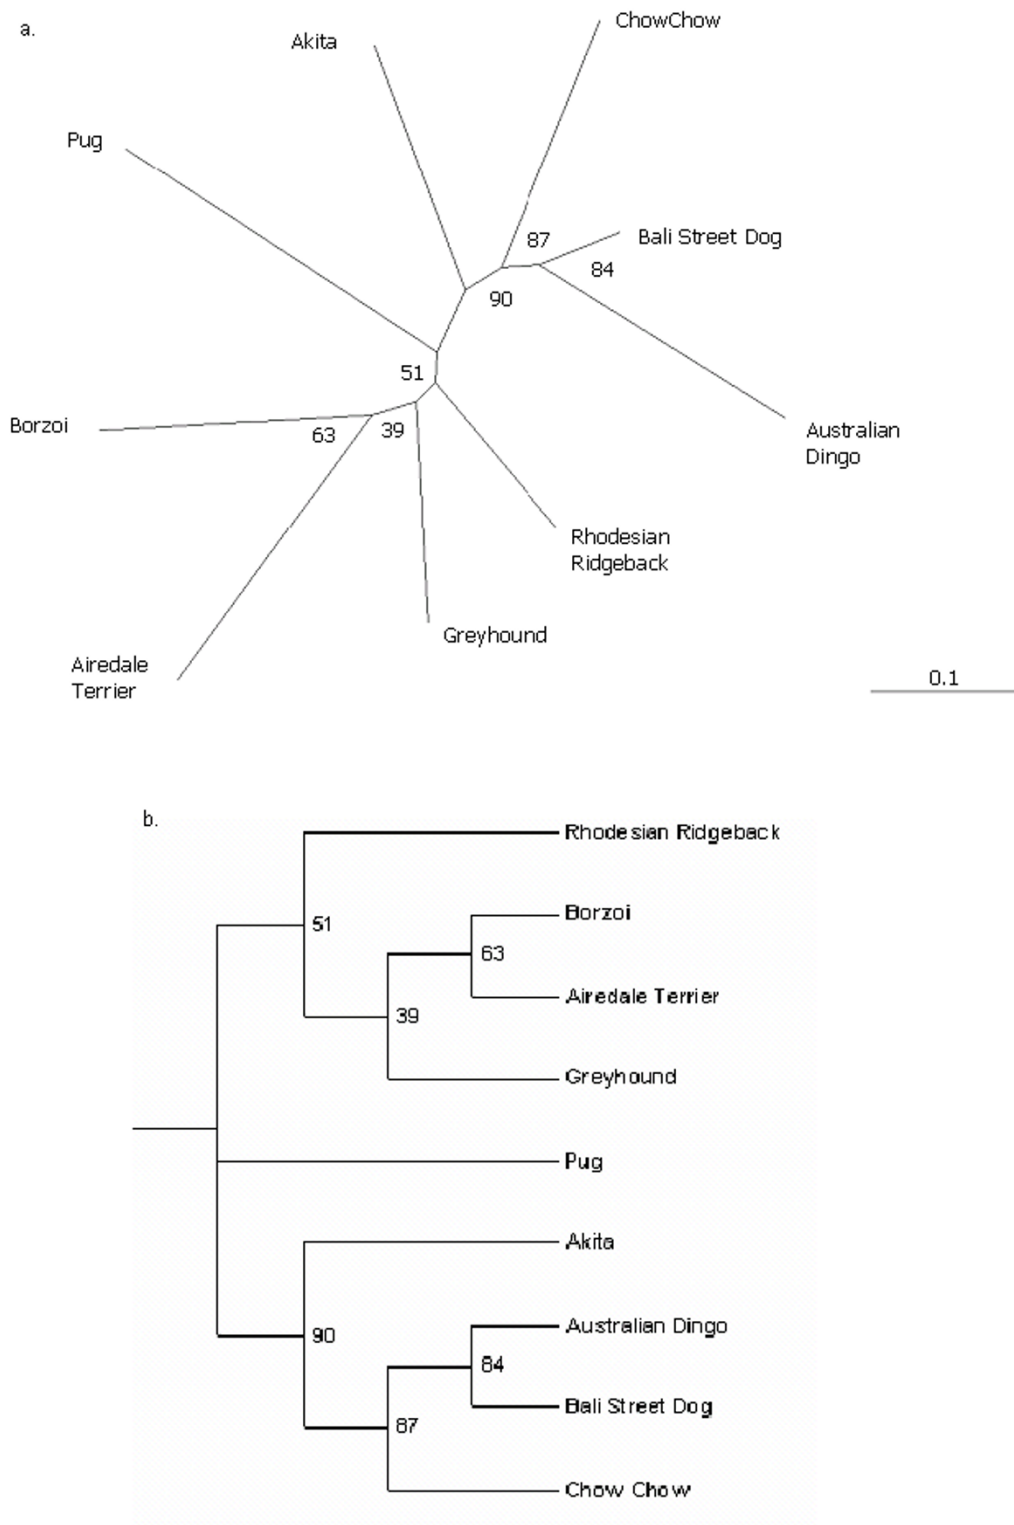 a.
ChowChow
Akita
Pug
87
Bali Street Dog
84
90
51
Borzoi
63
39
Australian
Dingo
Rhodesian
Ridgeback
Greyhound
Airedale
Terrier
0.1
b.
Rhodesian Ridgeback
Borzoi
51
63
Airedale Terrier
39
Greyhound
Pug
Akita
Australian Dingo
90
84
Bali Street Dog
87
Chow Chow